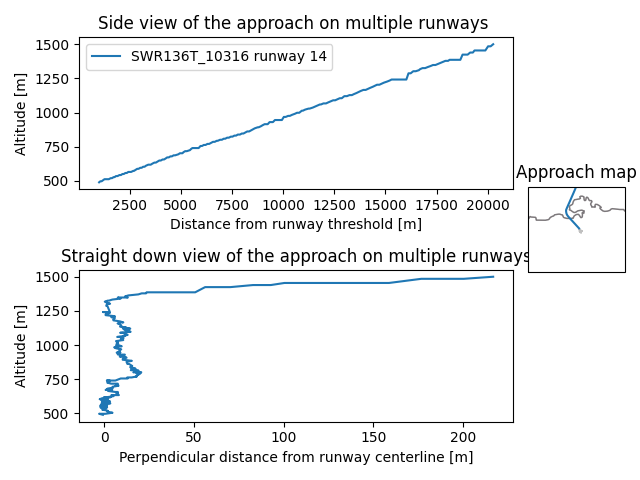 Side view of the approach on multiple runways
1500
1250
1000
750
500
Altitude [m]
SWR136T_10316 runway 14
2500 5000 7500 10000 12500 15000 17500 20000
Distance from runway threshold [m]
Approach map
Straight down view of the approach on multiple runways
1500
1250
1000
750
500
Altitude [m]
0 50 100 150 200
Perpendicular distance from runway centerline [m]